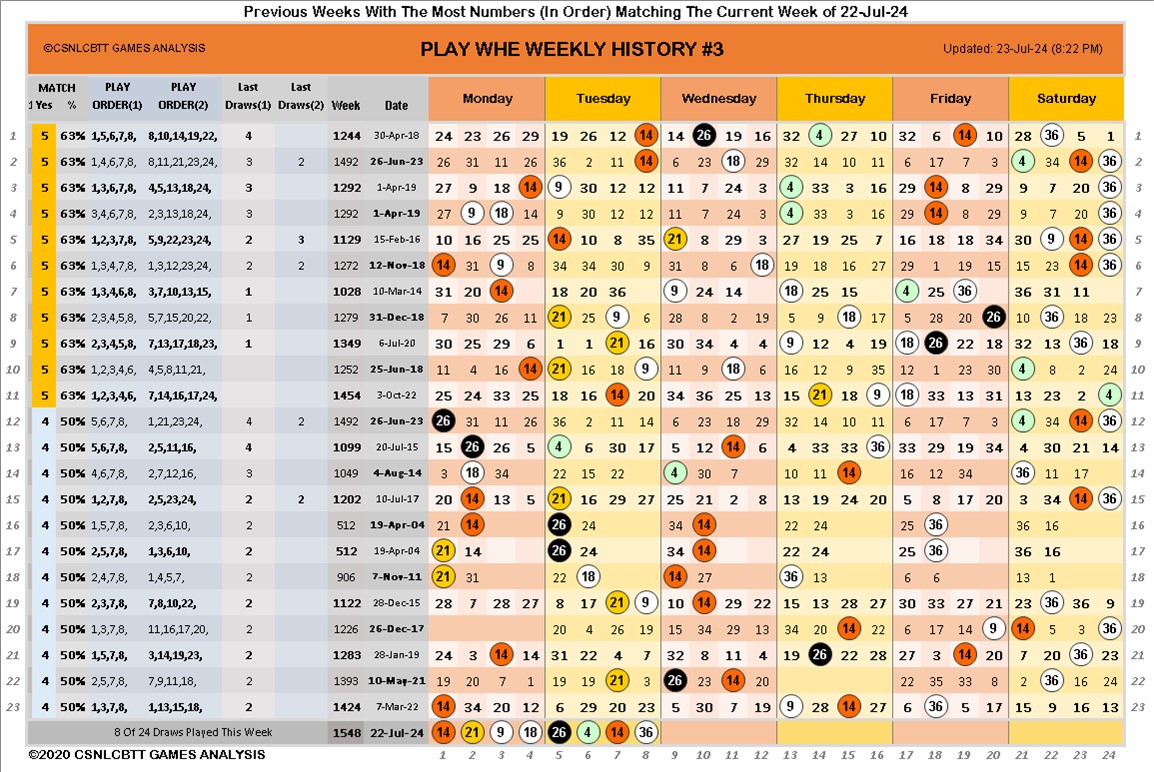 Previous Weeks With The Most Numbers (In Order) Matching The Current Week of 22-Jul-24
©CSNLCBTT GAMES ANALYSIS PLAY WHE WEEKLY HISTORY #3 Updated: 23-Jul-24 (8:22 PM)
MATCH PLAY PLAY Last Last Monday Tuesday Wednesday Thursday Friday Saturday
1 Yes % ORDER(1) ORDER(2) Draws(1) Draws(2) Week Date
1 5 63% 1,5,6,7,8, 8,10,14,19,22, 4 1244 30-Apr-18 24 23 26 29 19 26 12 14 14 26 19 16 32 4 27 10 32 6 19 10 28 36 5 1 1
2 5 63% 1,4,6,7,8, 8,11,21,23,24, 3 2 1492 26-Jun-23 26 31 11 26 36 2 11 14 6 23 18 29 32 14 10 11 6 17 7 3 4 34 23 36 2
3 5 63% 1,3,6,7,8, 4,5,13,18,24, 3 1292 1-Apr-19 27 9 18 14 9 30 12 12 11 7 24 3 4 33 3 16 29 14 8 29 9 7 20 36 3
4 5 63% 3,4,6,7,8, 2,3,13,18,24, 3 1292 1-Apr-19 27 9 18 14 9 30 12 12 11 7 24 3 4 33 3 16 29 14 8 29 9 7 20 36 4
5 5 63% 1,2,3,7,8, 5,9,22,23,24, 2 3 1129 15-Feb-16 10 16 25 25 14 10 8 35 21 8 29 3 27 19 25 7 16 18 18 34 30 9 14 36 5
6 5 63% 1,3,4,7,8, 1,3,12,23,24, 2 2 1272 12-Nov-18 14 31 9 6 34 34 30 9 31 8 6 18 19 18 16 27 29 1 19 15 15 23 14 36 6
7 5 63% 1,3,4,6,8, 3,7,10,13,15, 1 1028 10-Mar-14 31 20 14 18 20 36 9 24 14 18 25 15 4 25 36 36 31 11 7
8 5 63% 2,3,4,5,8, 5,7,15,20,22, 1 1279 31-Dec-18 7 30 26 11 21 25 9 6 28 8 2 19 5 9 18 17 5 28 20 26 10 36 18 23 8
9 5 63% 2,3,4,5,8, 7,13,17,18,23, 1 1349 6-Jul-20 30 25 29 6 1 1 21 16 30 34 4 4 9 12 4 19 18 26 22 18 32 13 36 18 9
10 5 63% 1,2,3,4,6, 4,5,8,11,21, 1252 25-Jun-18 11 4 16 14 21 16 18 9 11 9 18 6 16 12 9 35 12 1 23 30 4 8 2 24 10
11 5 63% 1,2,3,4,6, 7,14,16,17,24, 1454 3-Oct-22 25 24 33 25 18 16 14 20 34 36 25 13 15 21 18 9 18 33 13 31 13 23 2 4 11
12 4 50% 5,6,7,8, 1,21,23,24, 4 2 1492 26-Jun-23 26 31 11 26 36 2 11 14 6 23 18 29 32 14 10 11 6 17 7 3 4 34 14 36 12
13 4 50% 5,6,7,8, 2,5,11,16, 4 1099 20-Jul-15 15 26 26 5 4 6 30 17 5 12 14 6 4 33 33 36 33 29 19 34 4 30 21 14 13
14 4 50% 4,6,7,8, 2,7,12,16, 3 1049 4-Aug-14 3 18 34 22 15 22 4 30 7 10 11 14 16 12 34 36 11 17 14
15 4 50% 1,2,7,8, 2,5,23,24, 2 2 1202 10-Jul-17 20 14 13 5 21 16 29 27 25 21 2 8 13 19 24 20 5 8 17 20 3 34 14 36 15
16 4 50% 1,5,7,8, 2,3,6,10, 2 512 19-Apr-04 21 14 26 24 34 14 22 24 25 36 36 16 16
17 4 50% 2,5,7,8, 1,3,6,10, 2 512 19-Apr-04 21 14 26 24 34 14 22 24 25 36 36 16 17
18 4 50% 2,4,7,8, 1,4,5,7, 2 906 7-Nov-11 21 31 22 18 14 27 36 13 6 6 13 1 18
19 4 50% 2,3,7,8, 7,8,10,22, 2 1122 28-Dec-15 28 7 28 27 8 17 21 9 10 14 29 22 15 13 28 27 30 33 27 21 23 36 36 9 19
20 4 50% 1,3,7,8, 11,16,17,20, 2 1226 26-Dec-17 20 4 26 19 15 34 29 13 34 20 14 22 6 17 14 9 14 20 3 36 20
21 4 50% 1,5,7,8, 3,14,19,23, 2 1283 28-Jan-19 24 3 14 14 31 22 4 7 32 8 11 4 19 26 22 28 27 3 14 20 7 20 36 23 21
22 4 50% 2,5,7,8, 7,9,11,18, 2 1393 10-May-21 19 20 7 1 19 19 21 3 26 23 14 20 22 35 33 8 2 36 16 24 22
23 4 50% 1,3,7,8, 1,13,15,18, 2 1424 7-Mar-22 14 34 20 12 6 29 20 23 5 30 7 19 9 28 14 27 6 36 5 17 15 9 16 13 23
8 Of 24 Draws Played This Week 1548 22-Jul-24 14 21 9 18 26 4 14 36
©2020 CSNLCBTT GAMES ANALYSIS 1 2 3 4 5 6 7 8 9 10 11 12 13 14 15 16 17 18 19 20 21 22 23 24